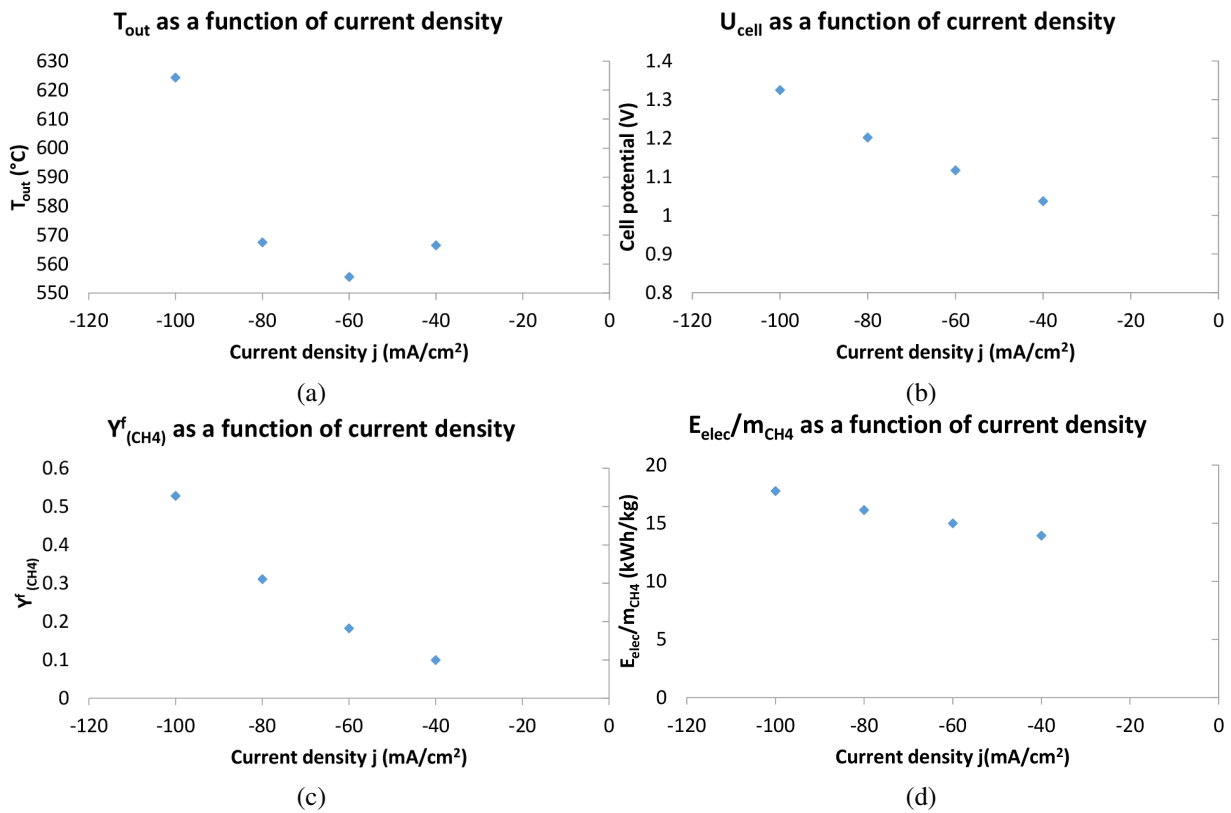 T_out as a function of current density
630
620
610
600
590
580
570
560
550
T_out (°C)
-120 -100 -80 -60 -40 -20 0
Current density j (mA/cm²)
(a)
U_cell as a function of current density
1.4
1.3
1.2
1.1
1
0.9
0.8
Cell potential (V)
-120 -100 -80 -60 -40 -20 0
Current density j (mA/cm²)
(b)
Y^f_(CH4) as a function of current density
0.6
0.5
0.4
0.3
0.2
0.1
0
Y^f_(CH4)
-120 -100 -80 -60 -40 -20 0
Current density j (mA/cm²)
(c)
E_elec/m_CH4 as a function of current density
20
15
10
5
0
E_elec/m_CH4 (kWh/kg)
-120 -100 -80 -60 -40 -20 0
Current density j(mA/cm²)
(d)